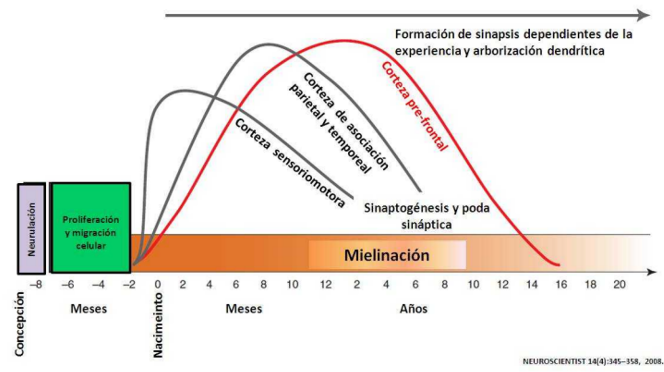 Formación de sinapsis dependientes de la
experiencia y arborización dendrítica
Corteza de asociación
parietal y temporeal
Corteza pre-frontal
Corteza sensoriomotora
Neurulación
Proliferación
y migración
celular
Sinaptogénesis y poda
sináptica
Mielinación
–8 –6 –4 –2 0 2 4 6 8 10 12 2 4 6 8 10 12 14 16 18 20
Concepción
Meses
Nacimeinto
Meses
Años
NEUROSCIENTIST 14(4):345–358, 2008.